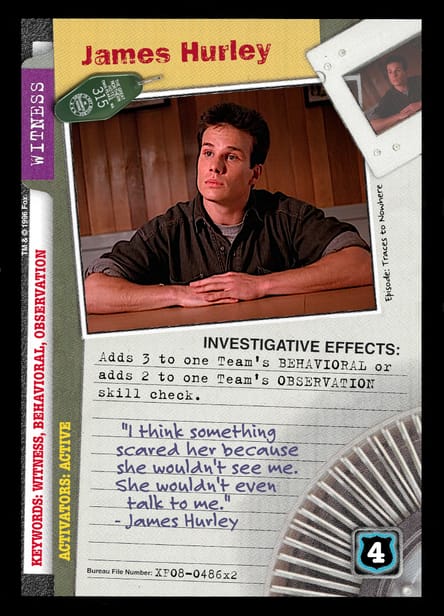 James Hurley
315
WITNESS
TM & © 1996 Fox.
KEYWORDS: WITNESS, BEHAVIORAL, OBSERVATION
ACTIVATORS: ACTIVE
Episode: Traces to Nowhere
INVESTIGATIVE EFFECTS:
Adds 3 to one Team's BEHAVIORAL or
adds 2 to one Team's OBSERVATION
skill check.
"I think something
scared her because
she wouldn't see me.
She wouldn't even
talk to me."
- James Hurley
Bureau File Number: XF08-0486x2
4